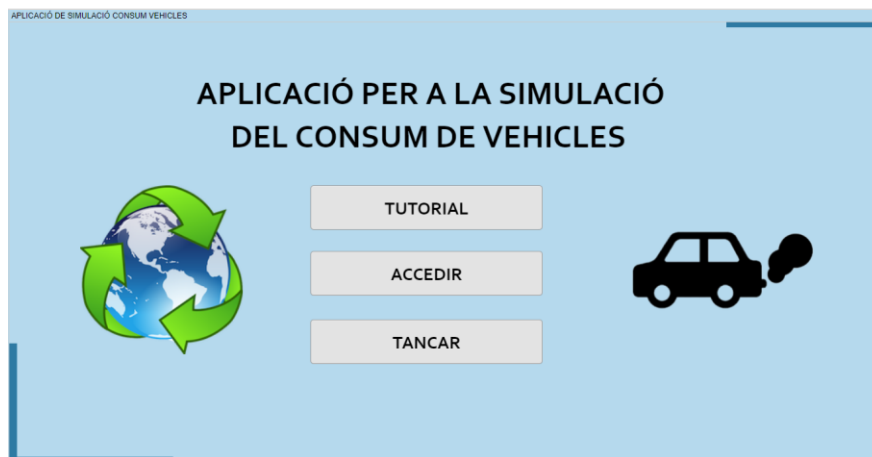 APLICACIÓ DE SIMULACIÓ CONSUM VEHICLES
APLICACIÓ PER A LA SIMULACIÓ
DEL CONSUM DE VEHICLES
TUTORIAL
ACCEDIR
TANCAR